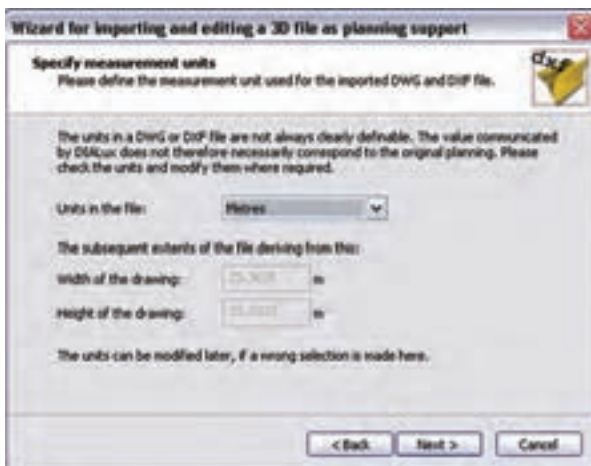 Wizard for importing and editing a 3D file as planning support
dxf
Specify measurement units
Please define the measurement unit used for the imported DWG and DXF file.
The units in a DWG or DXF file are not always clearly definable. The value communicated
by DIALux does not therefore necessarily correspond to the original planning. Please
check the units and modify them where required.
Units in the file: Metres
The subsequent extents of the file deriving from this:
Width of the drawing: m
Height of the drawing: m
The units can be modified later, if a wrong selection is made here.
< Back Next > Cancel